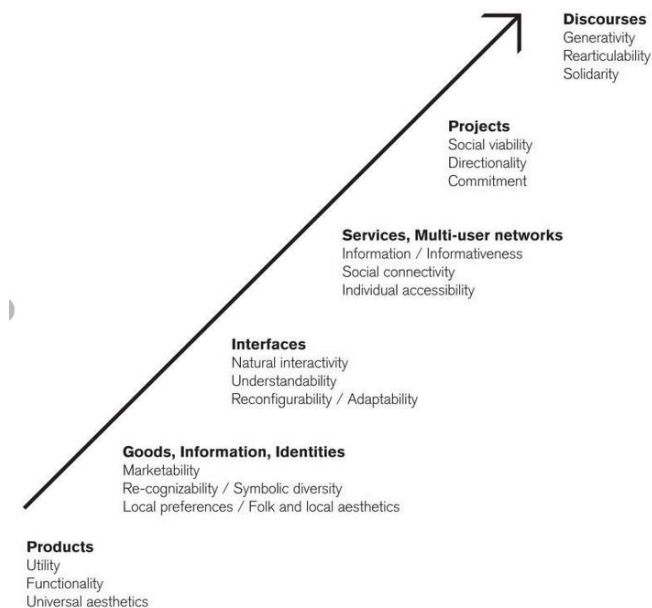 Discourses
Generativity
Rearticulability
Solidarity
Projects
Social viability
Directionality
Commitment
Services, Multi-user networks
Information / Informativeness
Social connectivity
Individual accessibility
Interfaces
Natural interactivity
Understandability
Reconfigurability / Adaptability
Goods, Information, Identities
Marketability
Re-cognizability / Symbolic diversity
Local preferences / Folk and local aesthetics
Products
Utility
Functionality
Universal aesthetics